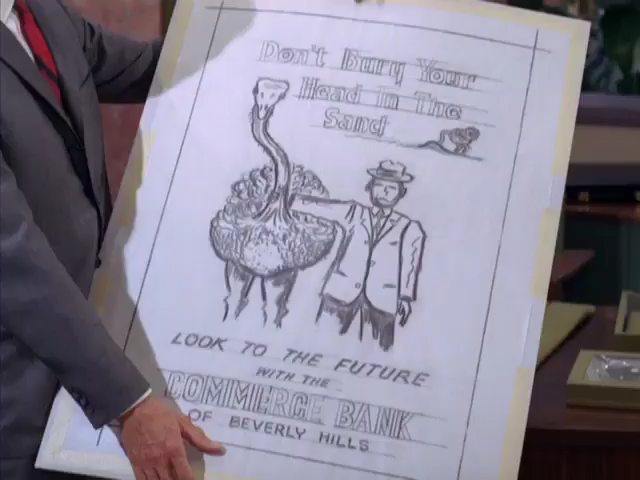 Don't Bury Your
Head In The
Sand
LOOK TO THE FUTURE
WITH THE
COMMERCE BANK
OF BEVERLY HILLS